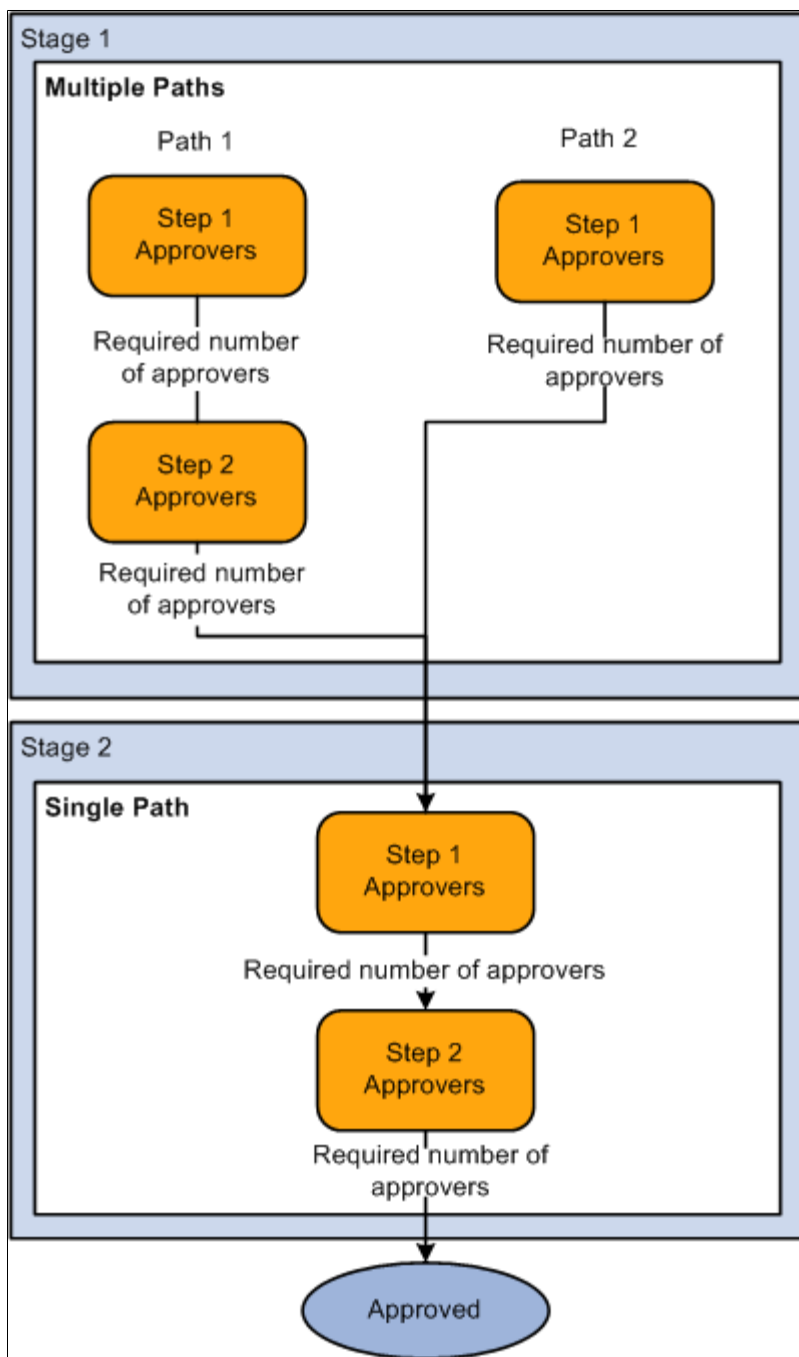 Stage 1
Multiple Paths
Path 1
Path 2
Step 1
Approvers
Step 1
Approvers
Required number
of approvers
Required number of
approvers
Step 2
Approvers
Required number
of approvers
Stage 2
Single Path
Step 1
Approvers
Required number of approvers
Step 2
Approvers
Required number of
approvers
Approved